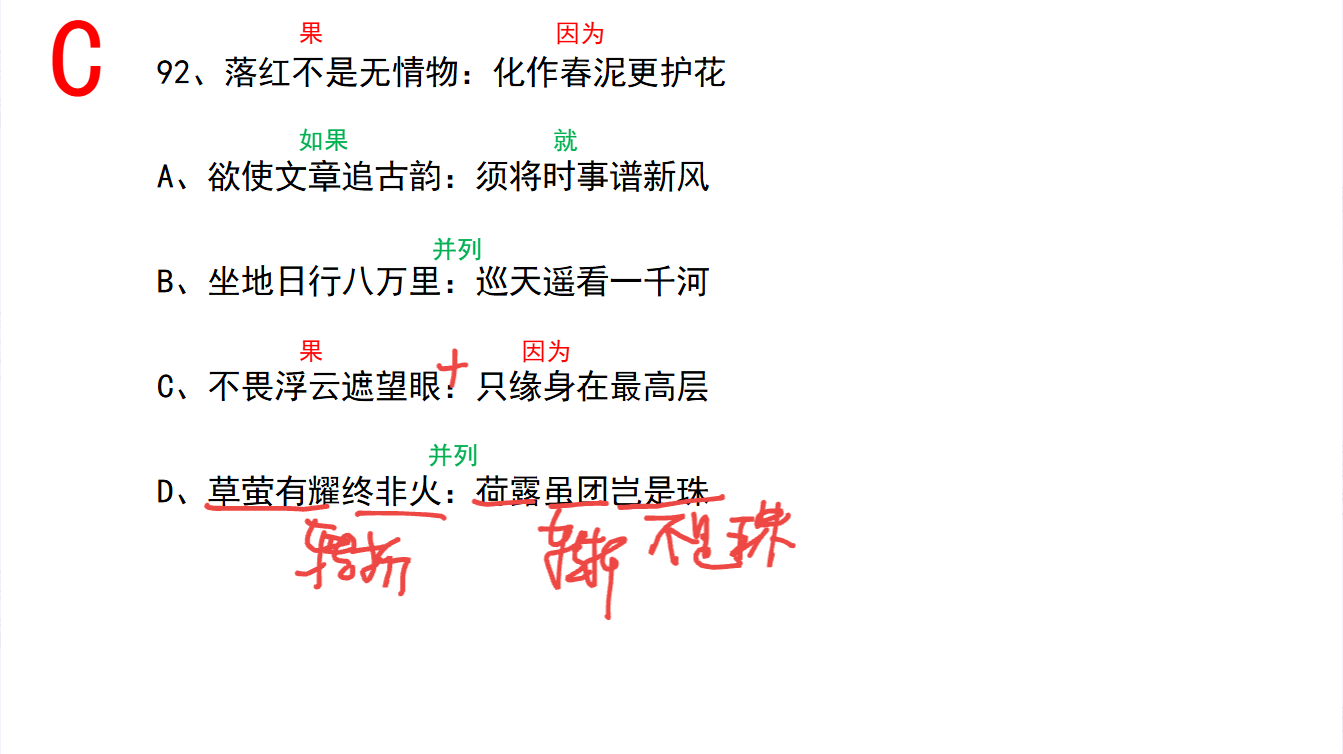 C
果 因为
92、落红不是无情物：化作春泥更护花
如果 就
A、欲使文章追古韵：须将时事谱新风
并列
B、坐地日行八万里：巡天遥看一千河
果 因为
C、不畏浮云遮望眼：只缘身在最高层
并列
D、草萤有耀终非火：荷露虽团岂是珠
转折 转折 不是珠